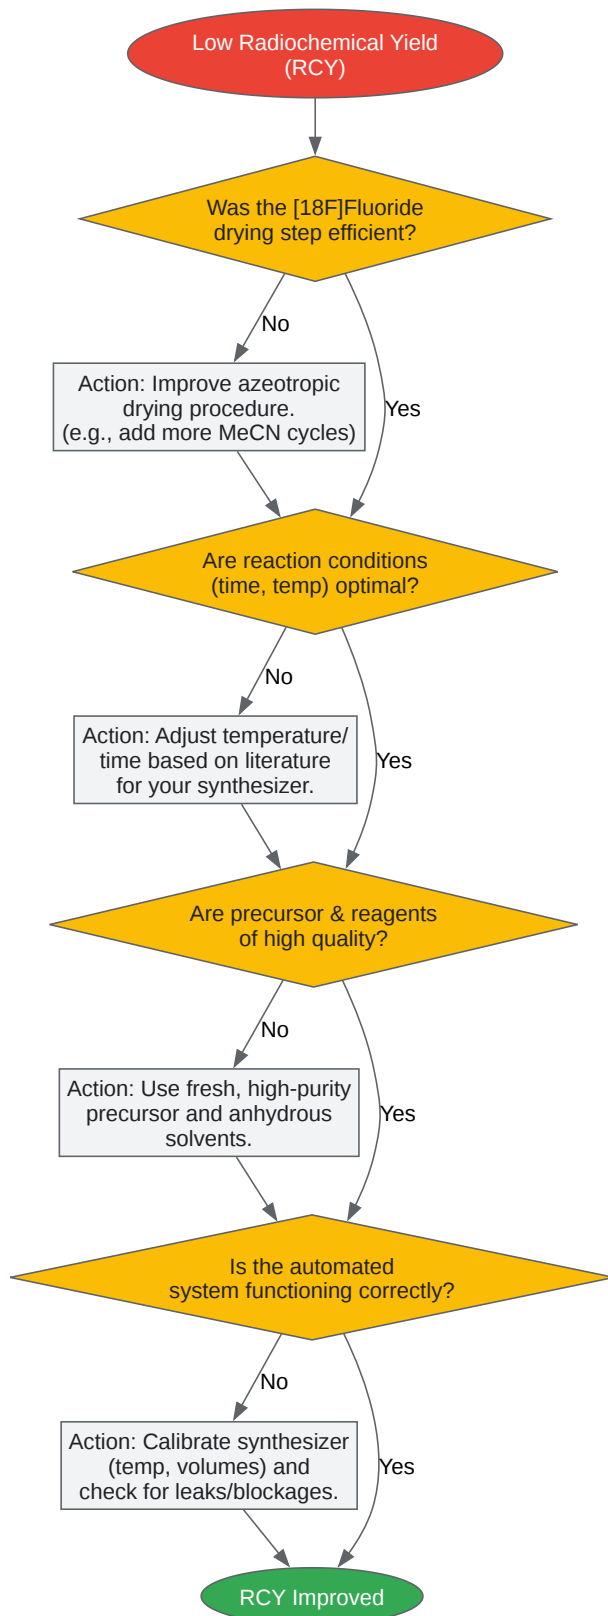 Low Radiochemical Yield
(RCY)
Was the [18F]Fluoride
drying step efficient?
No
Action: Improve azeotropic
drying procedure.
(e.g., add more MeCN cycles)
Yes
Are reaction conditions
(time, temp) optimal?
No
Action: Adjust temperature/
time based on literature
for your synthesizer.
Yes
Are precursor & reagents
of high quality?
No
Action: Use fresh, high-purity
precursor and anhydrous
solvents.
Yes
Is the automated
system functioning correctly?
No
Action: Calibrate synthesizer
(temp, volumes) and
check for leaks/blockages.
Yes
RCY Improved